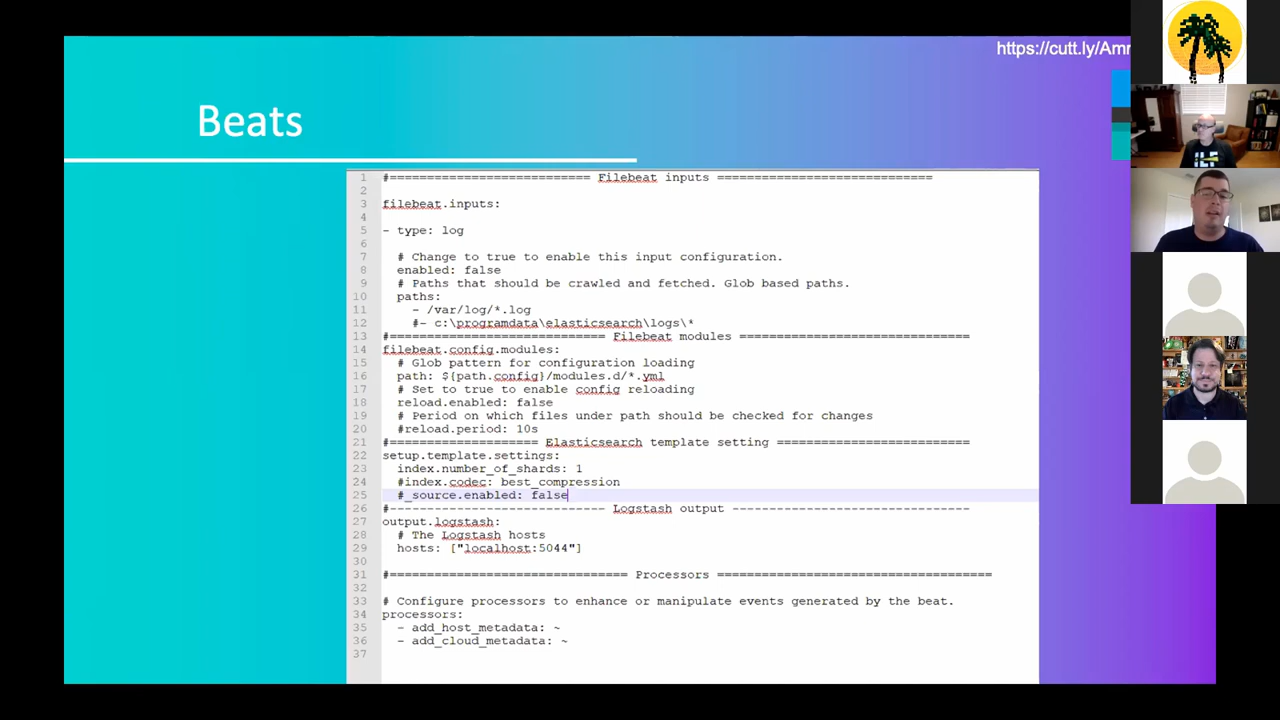 https://cutt.ly/Amr
Beats
1 #============================ Filebeat inputs =============================
2
3 filebeat.inputs:
4
5 - type: log
6
7 # Change to true to enable this input configuration.
8 enabled: false
9 # Paths that should be crawled and fetched. Glob based paths.
10 paths:
11 - /var/log/*.log
12 #- c:\programdata\elasticsearch\logs\*
13 #============================== Filebeat modules ===============================
14 filebeat.config.modules:
15 # Glob pattern for configuration loading
16 path: ${path.config}/modules.d/*.yml
17 # Set to true to enable config reloading
18 reload.enabled: false
19 # Period on which files under path should be checked for changes
20 #reload.period: 10s
21 #==================== Elasticsearch template setting ==========================
22 setup.template.settings:
23 index.number_of_shards: 1
24 #index.codec: best_compression
25 #_source.enabled: false
26 #----------------------------- Logstash output --------------------------------
27 output.logstash:
28 # The Logstash hosts
29 hosts: ["localhost:5044"]
30
31 #================================ Processors =====================================
32
33 # Configure processors to enhance or manipulate events generated by the beat.
34 processors:
35 - add_host_metadata: ~
36 - add_cloud_metadata: ~
37